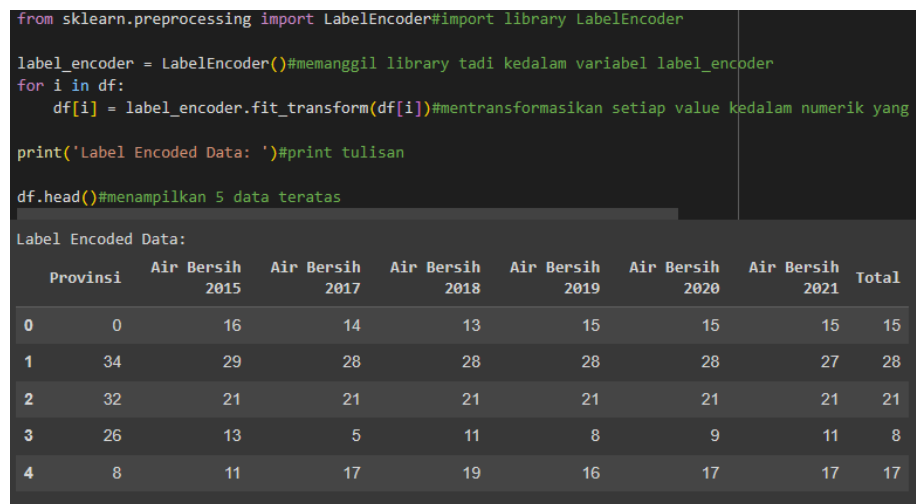 from sklearn.preprocessing import LabelEncoder#import library LabelEncoder
label_encoder = LabelEncoder()#memanggil library tadi kedalam variabel label_encoder
for i in df:
df[i] = label_encoder.fit_transform(df[i])#mentransformasikan setiap value kedalam numerik yang
print('Label Encoded Data: ')#print tulisan
df.head()#menampilkan 5 data teratas
Label Encoded Data:
Provinsi Air Bersih 2015 Air Bersih 2017 Air Bersih 2018 Air Bersih 2019 Air Bersih 2020 Air Bersih 2021 Total
0 0 16 14 13 15 15 15 15
1 34 29 28 28 28 28 27 28
2 32 21 21 21 21 21 21 21
3 26 13 5 11 8 9 11 8
4 8 11 17 19 16 17 17 17